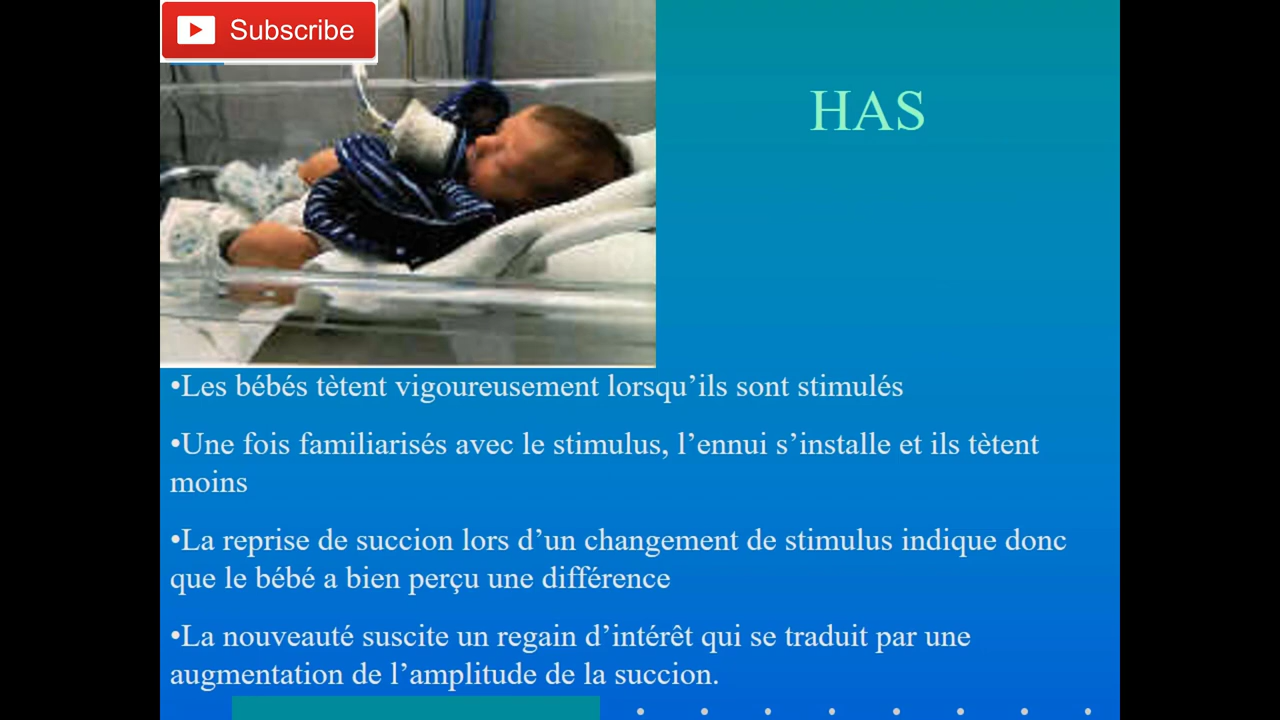 Subscribe
HAS
•Les bébés tètent vigoureusement lorsqu’ils sont stimulés
•Une fois familiarisés avec le stimulus, l’ennui s’installe et ils tètent
moins
•La reprise de succion lors d’un changement de stimulus indique donc
que le bébé a bien perçu une différence
•La nouveauté suscite un regain d’intérêt qui se traduit par une
augmentation de l’amplitude de la succion.